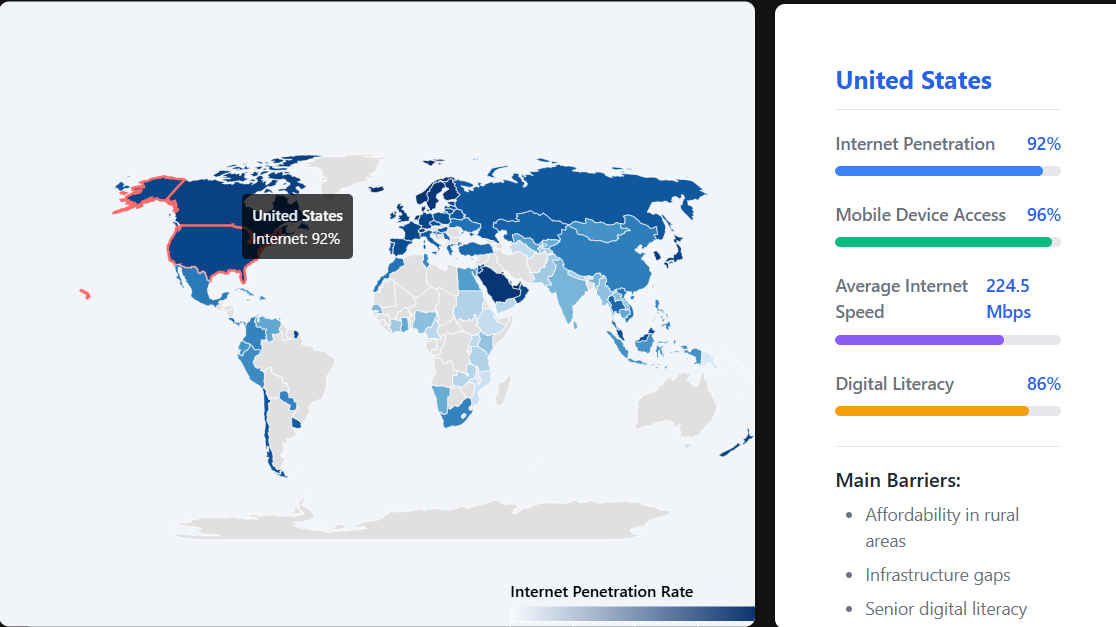 United States
Internet: 92%
Internet Penetration Rate
United States
Internet Penetration 92%
Mobile Device Access 96%
Average Internet 224.5
Speed Mbps
Digital Literacy 86%
Main Barriers:
• Affordability in rural
areas
• Infrastructure gaps
• Senior digital literacy